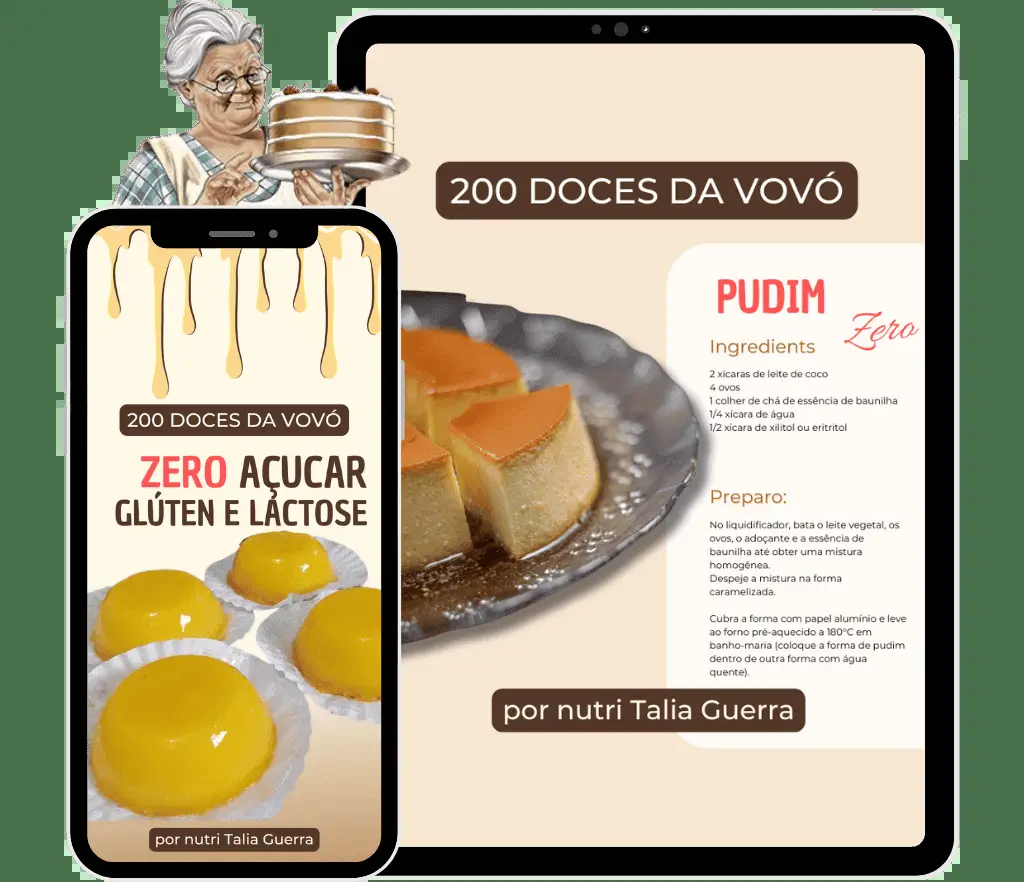 200 DOCES DA VOVÓ
PUDIM
Zero
Ingredients
2 xícaras de leite de coco
4 ovos
1 colher de chá de essência de baunilha
1/4 xícara de água
1/2 xícara de xilitol ou eritritol
Preparo:
No liquidificador, bata o leite vegetal, os
ovos, o adoçante e a essência de
baunilha até obter uma mistura
homogênea.
Despeje a mistura na forma
caramelizada.
Cubra a forma com papel alumínio e leve
ao forno pré-aquecido a 180°C em
banho-maria (coloque a forma de pudim
dentro de outra forma com água
quente).
por nutri Talia Guerra
200 DOCES DA VOVÓ
ZERO AÇUCAR
GLÚTEN E LACTOSE
por nutri Talia Guerra